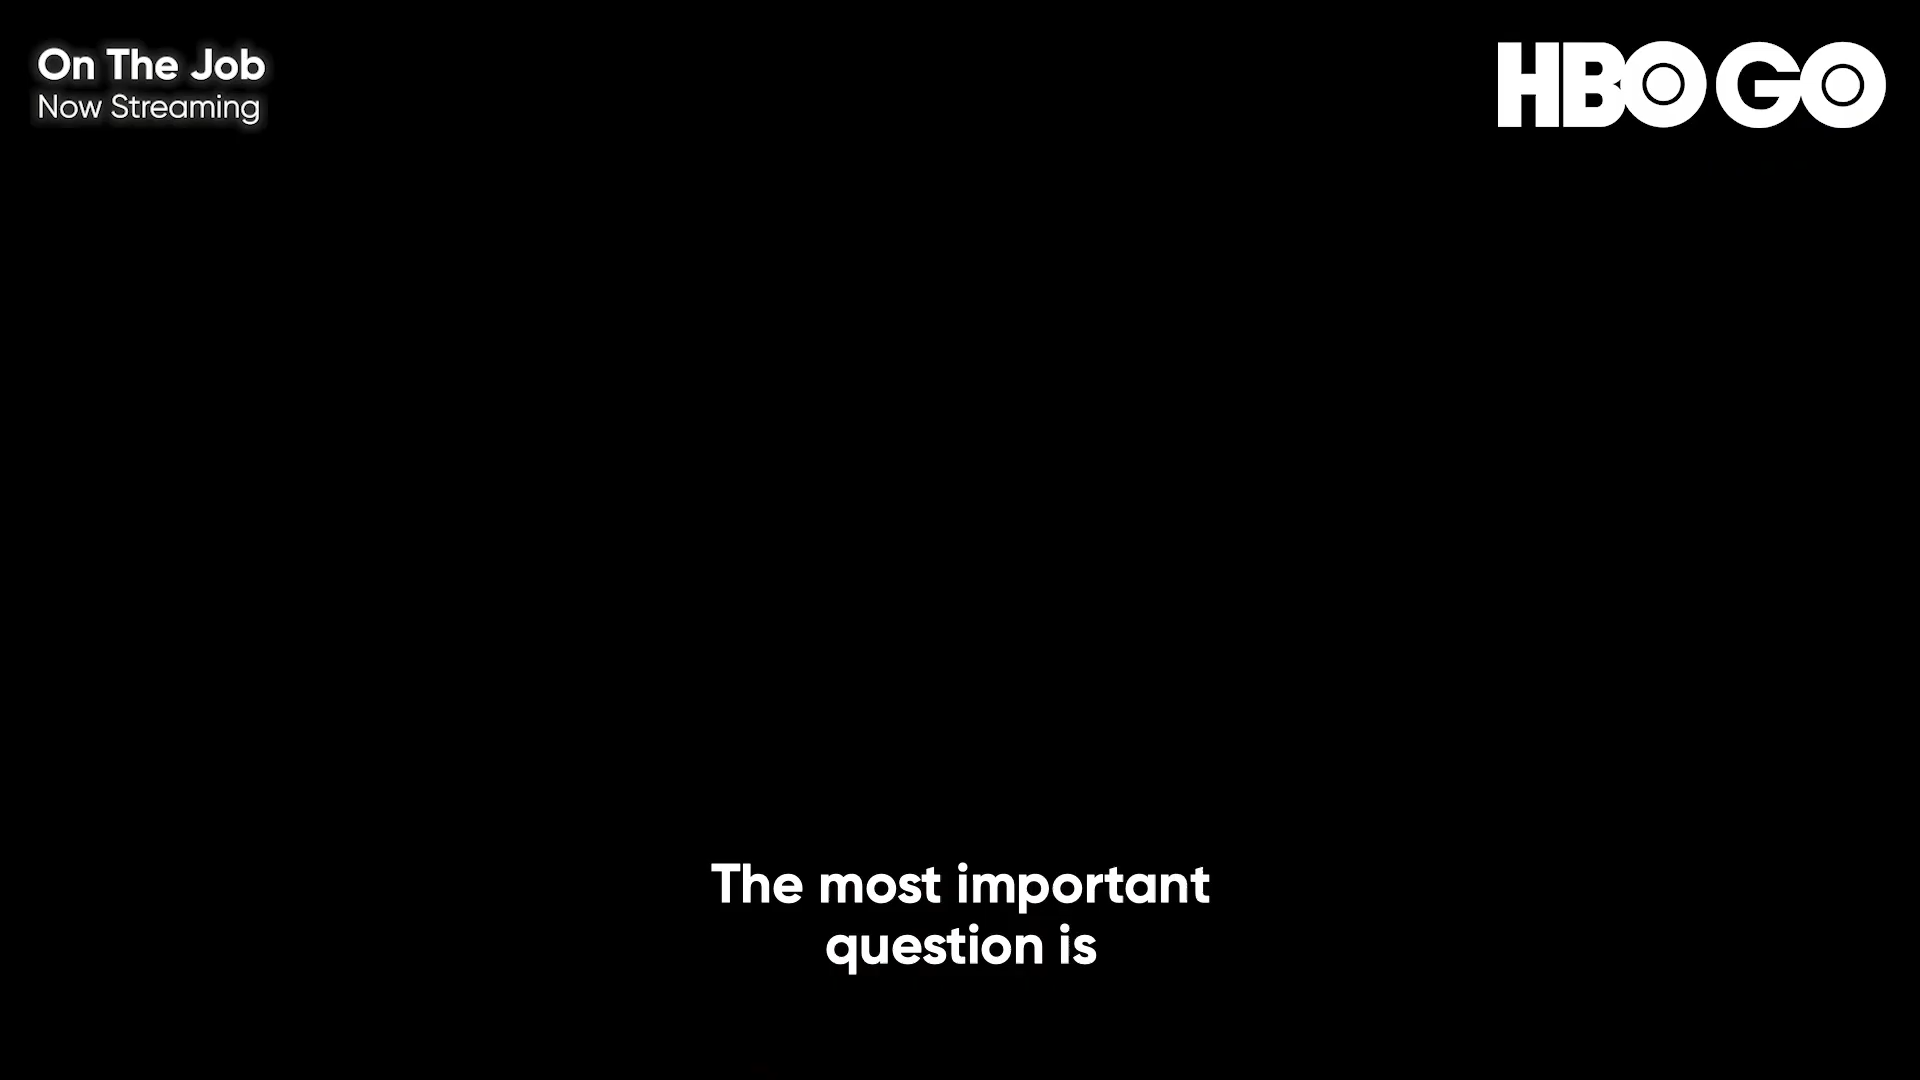 On The Job
Now Streaming
HBO GO
The most important
question is